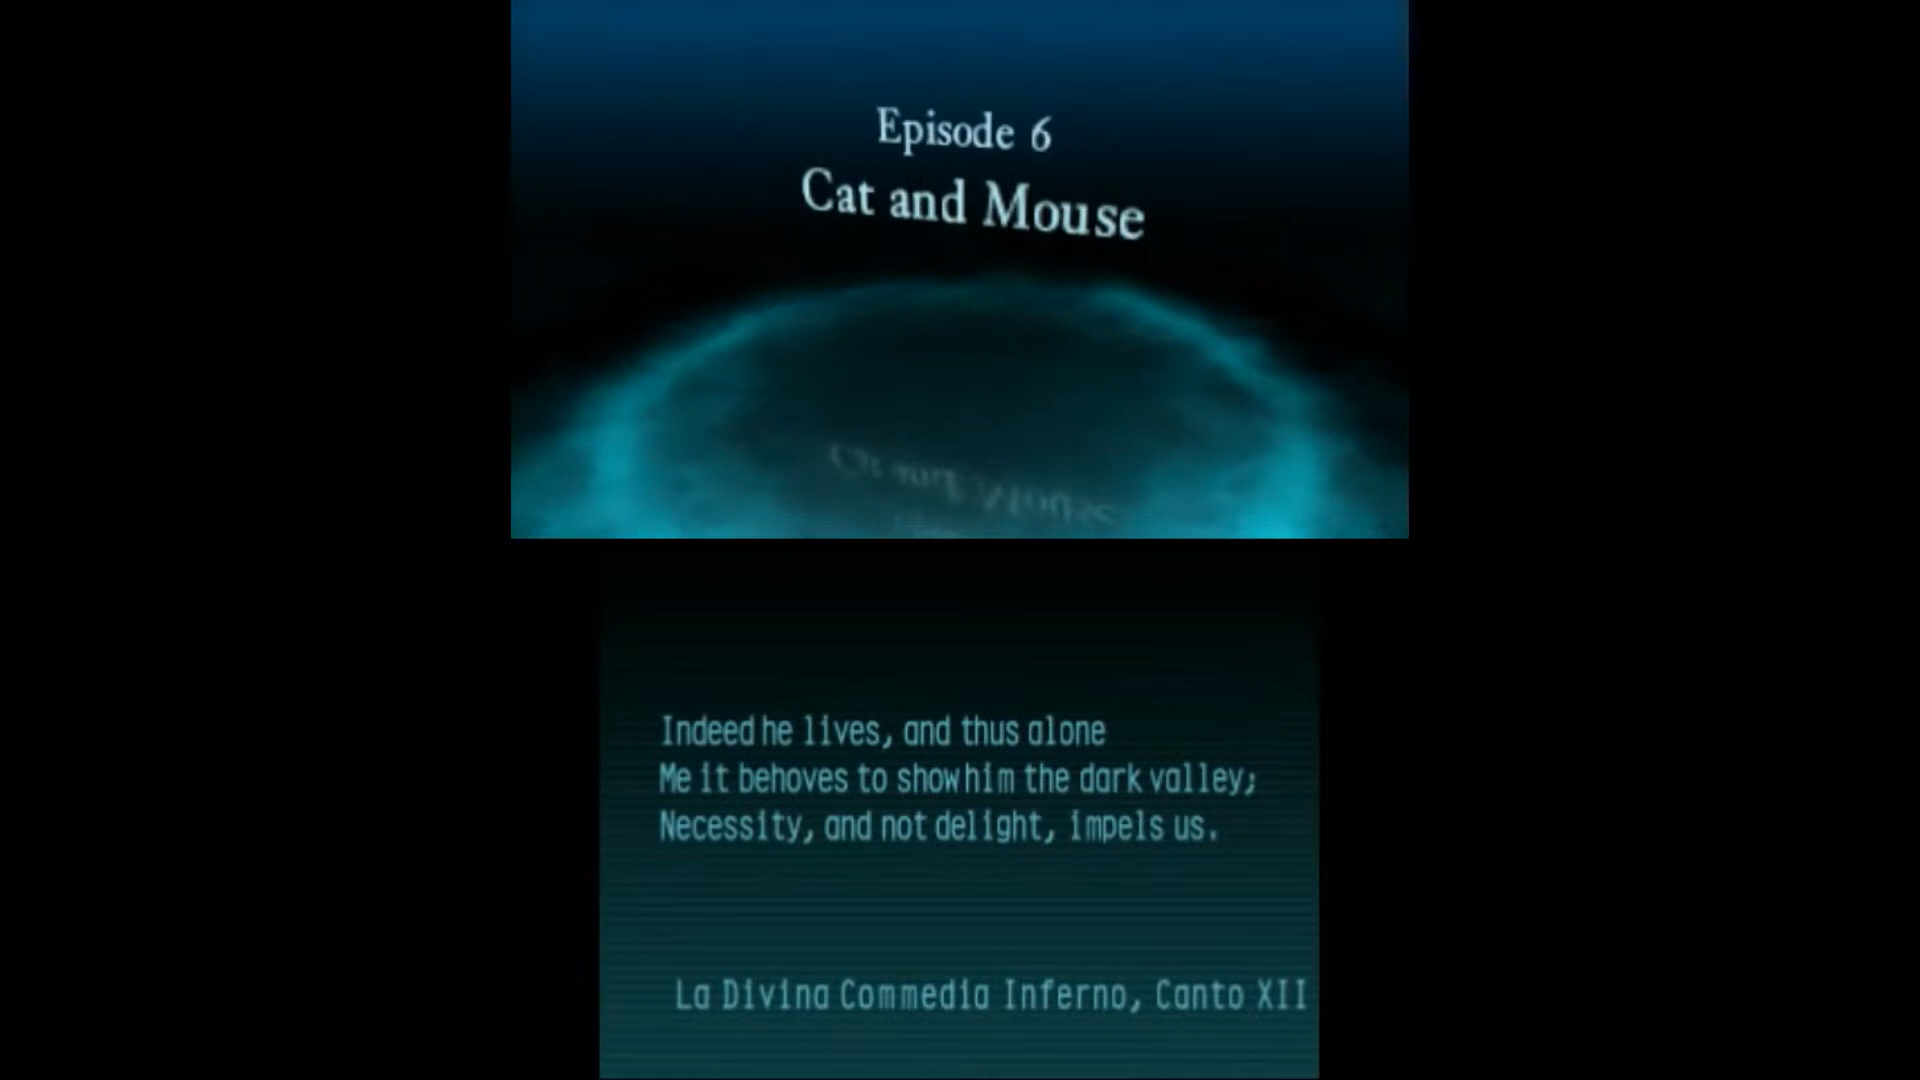 Episode 6
Cat and Mouse
Indeed he lives, and thus alone
Me it behoves to show him the dark valley;
Necessity, and not delight, impels us.
La Divina Commedia Inferno, Canto XII